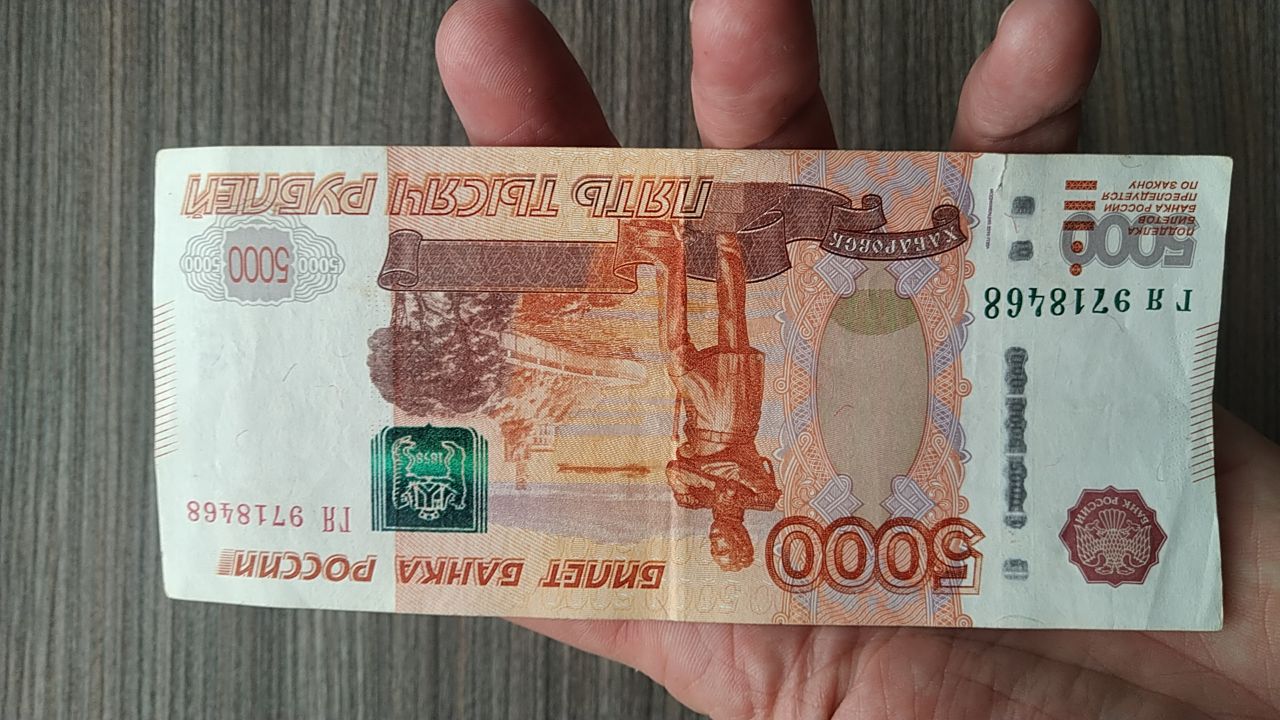 БИЛЕТ БАНКА РОССИИ
5000
БАНК РОССИИ
ГЯ 9718468
1858
ГЯ 9718468
ХАБАРОВСК
5000
5000 5000 5000
ПЯТЬ ТЫСЯЧ РУБЛЕЙ
ПОДДЕЛКА
БИЛЕТОВ
БАНКА РОССИИ
ПРЕСЛЕДУЕТСЯ
ПО ЗАКОНУ